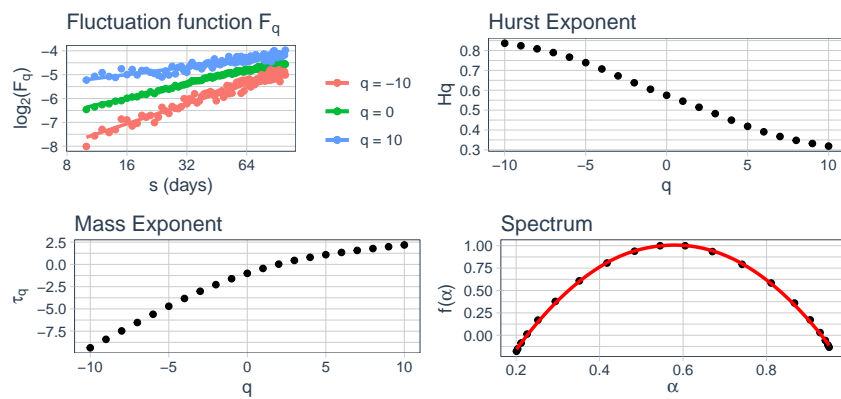 Fluctuation function Fq
log2(Fq)
−4
−5
−6
−7
−8
8 16 32 64
s (days)
q = −10
q = 0
q = 10
Hurst Exponent
Hq
0.8
0.7
0.6
0.5
0.4
0.3
−10 −5 0 5 10
q
Mass Exponent
τq
2.5
0.0
−2.5
−5.0
−7.5
−10 −5 0 5 10
q
Spectrum
f(α)
1.00
0.75
0.50
0.25
0.00
0.2 0.4 0.6 0.8
α